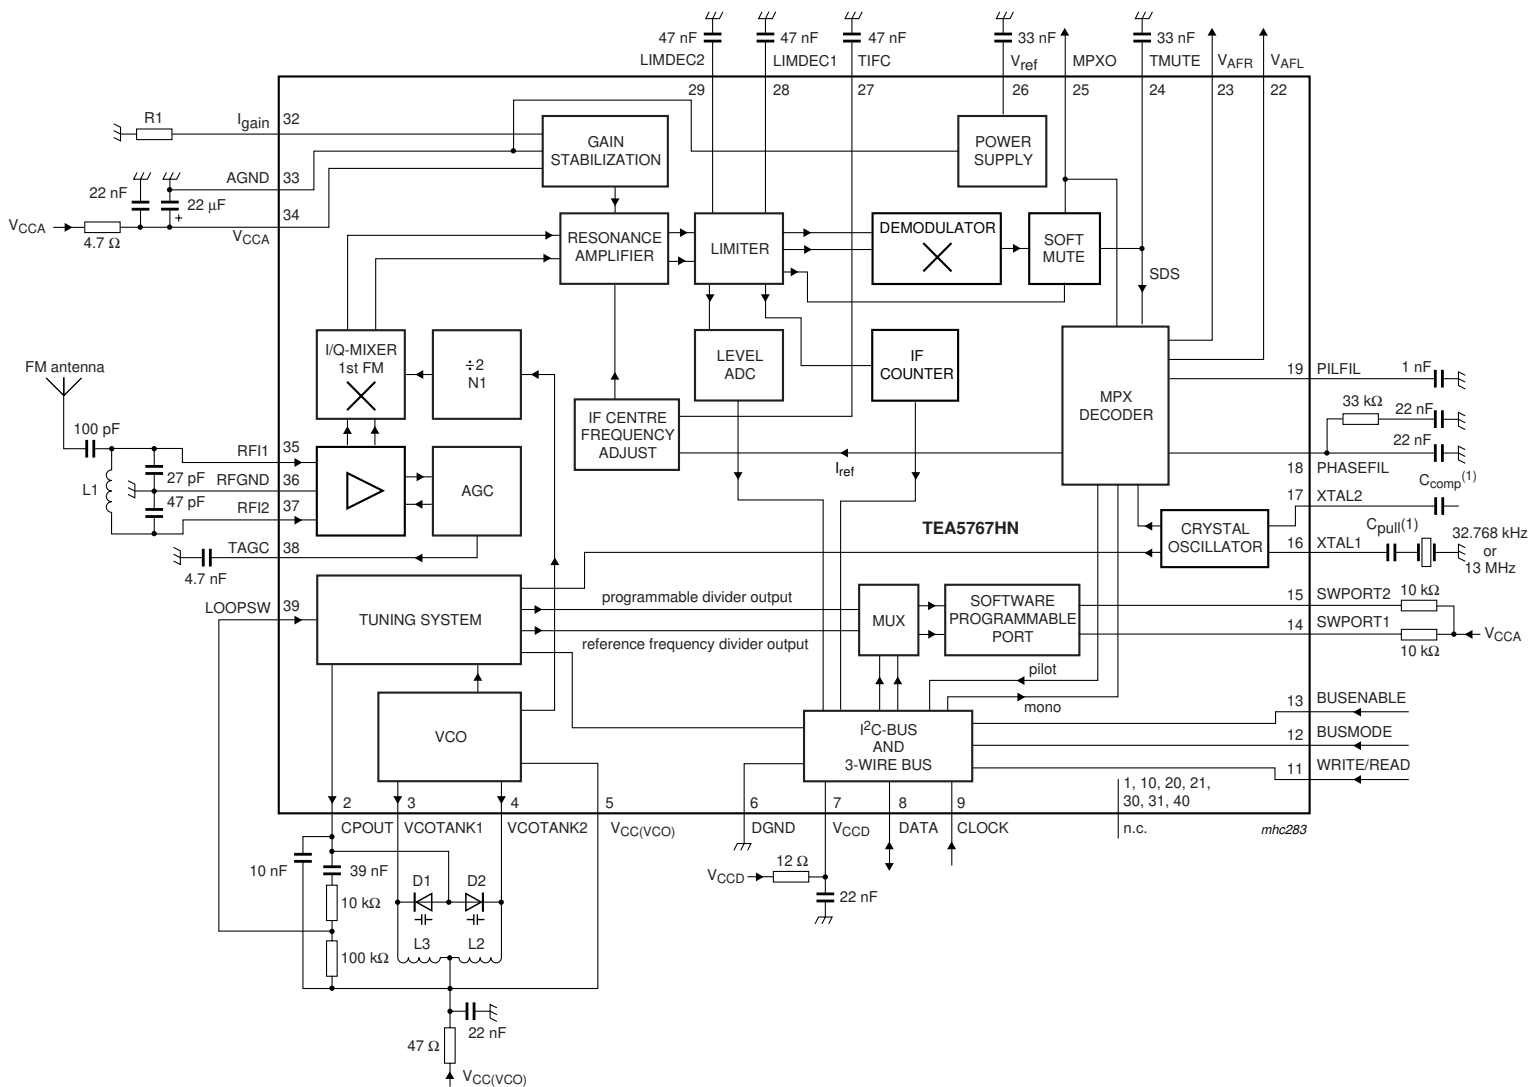 47 nF
47 nF
47 nF
33 nF
33 nF
LIMDEC2
LIMDEC1
TIFC
Vref
MPXO
TMUTE
VAFR
VAFL
29
28
27
26
25
24
23
22
R1
Igain
32
GAIN
STABILIZATION
POWER
SUPPLY
AGND
33
22 nF
22 μF
+
34
VCCA
4.7 Ω
VCCA
RESONANCE
AMPLIFIER
LIMITER
DEMODULATOR
SOFT
MUTE
SDS
I/Q-MIXER
1st FM
÷2
N1
LEVEL
ADC
IF
COUNTER
MPX
DECODER
FM antenna
19
PILFIL
1 nF
IF CENTRE
FREQUENCY
ADJUST
33 kΩ
22 nF
22 nF
100 pF
RFI1
35
Iref
18
PHASEFIL
27 pF
RFGND
36
L1
47 pF
RFI2
37
AGC
Ccomp(1)
17
XTAL2
TEA5767HN
CRYSTAL
OSCILLATOR
Cpull(1)
32.768 kHz
or
13 MHz
16
XTAL1
TAGC
38
4.7 nF
LOOPSW
39
TUNING SYSTEM
programmable divider output
reference frequency divider output
MUX
SOFTWARE
PROGRAMMABLE
PORT
15
SWPORT2
10 kΩ
14
SWPORT1
10 kΩ
VCCA
pilot
mono
VCO
I2C-BUS
AND
3-WIRE BUS
13
BUSENABLE
12
BUSMODE
11
WRITE/READ
1, 10, 20, 21,
30, 31, 40
2
3
4
5
6
7
8
9
CPOUT
VCOTANK1
VCOTANK2
VCC(VCO)
DGND
VCCD
DATA
CLOCK
n.c.
mhc283
10 nF
39 nF
D1
D2
10 kΩ
VCCD
12 Ω
22 nF
100 kΩ
L3
L2
22 nF
47 Ω
VCC(VCO)